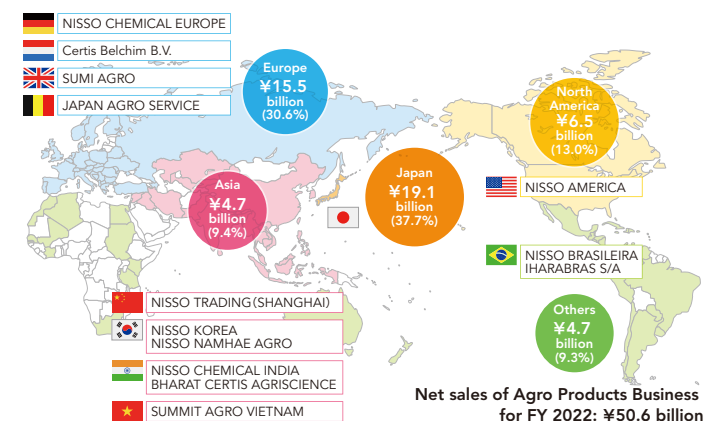 NISSO CHEMICAL EUROPE
Certis Belchim B.V.
SUMI AGRO
JAPAN AGRO SERVICE
Europe
¥15.5
billion
(30.6%)
North
America
¥6.5
billion
(13.0%)
Japan
¥19.1
billion
(37.7%)
Asia
¥4.7
billion
(9.4%)
NISSO AMERICA
NISSO BRASILEIRA
IHARABRAS S/A
NISSO TRADING(SHANGHAI)
NISSO KOREA
NISSO NAMHAE AGRO
NISSO CHEMICAL INDIA
BHARAT CERTIS AGRISCIENCE
SUMMIT AGRO VIETNAM
Others
¥4.7
billion
(9.3%)
Net sales of Agro Products Business
for FY 2022: ¥50.6 billion